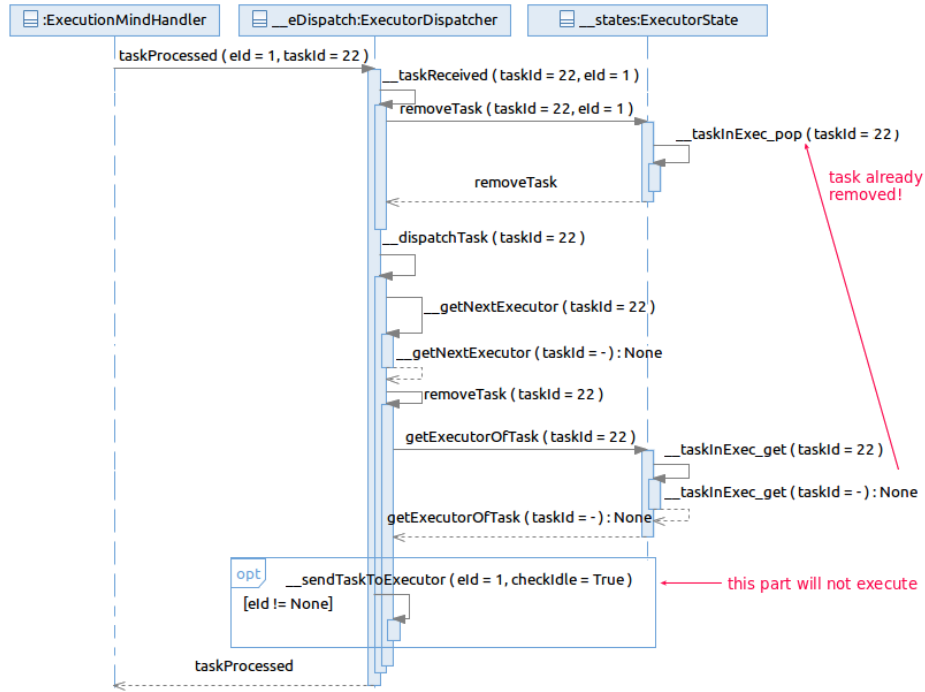 :ExecutionMindHandler
__eDispatch:ExecutorDispatcher
__states:ExecutorState
taskProcessed ( eId = 1, taskId = 22 )
__taskReceived ( taskId = 22, eId = 1 )
removeTask ( taskId = 22, eId = 1 )
__taskInExec_pop ( taskId = 22 )
task already
removed!
removeTask
__dispatchTask ( taskId = 22 )
__getNextExecutor ( taskId = 22 )
__getNextExecutor ( taskId = - ) : None
removeTask ( taskId = 22 )
getExecutorOfTask ( taskId = 22 )
__taskInExec_get ( taskId = 22 )
__taskInExec_get ( taskId = - ) : None
getExecutorOfTask ( taskId = - ) : None
opt
__sendTaskToExecutor ( eId = 1, checkIdle = True )
this part will not execute
[eId != None]
taskProcessed